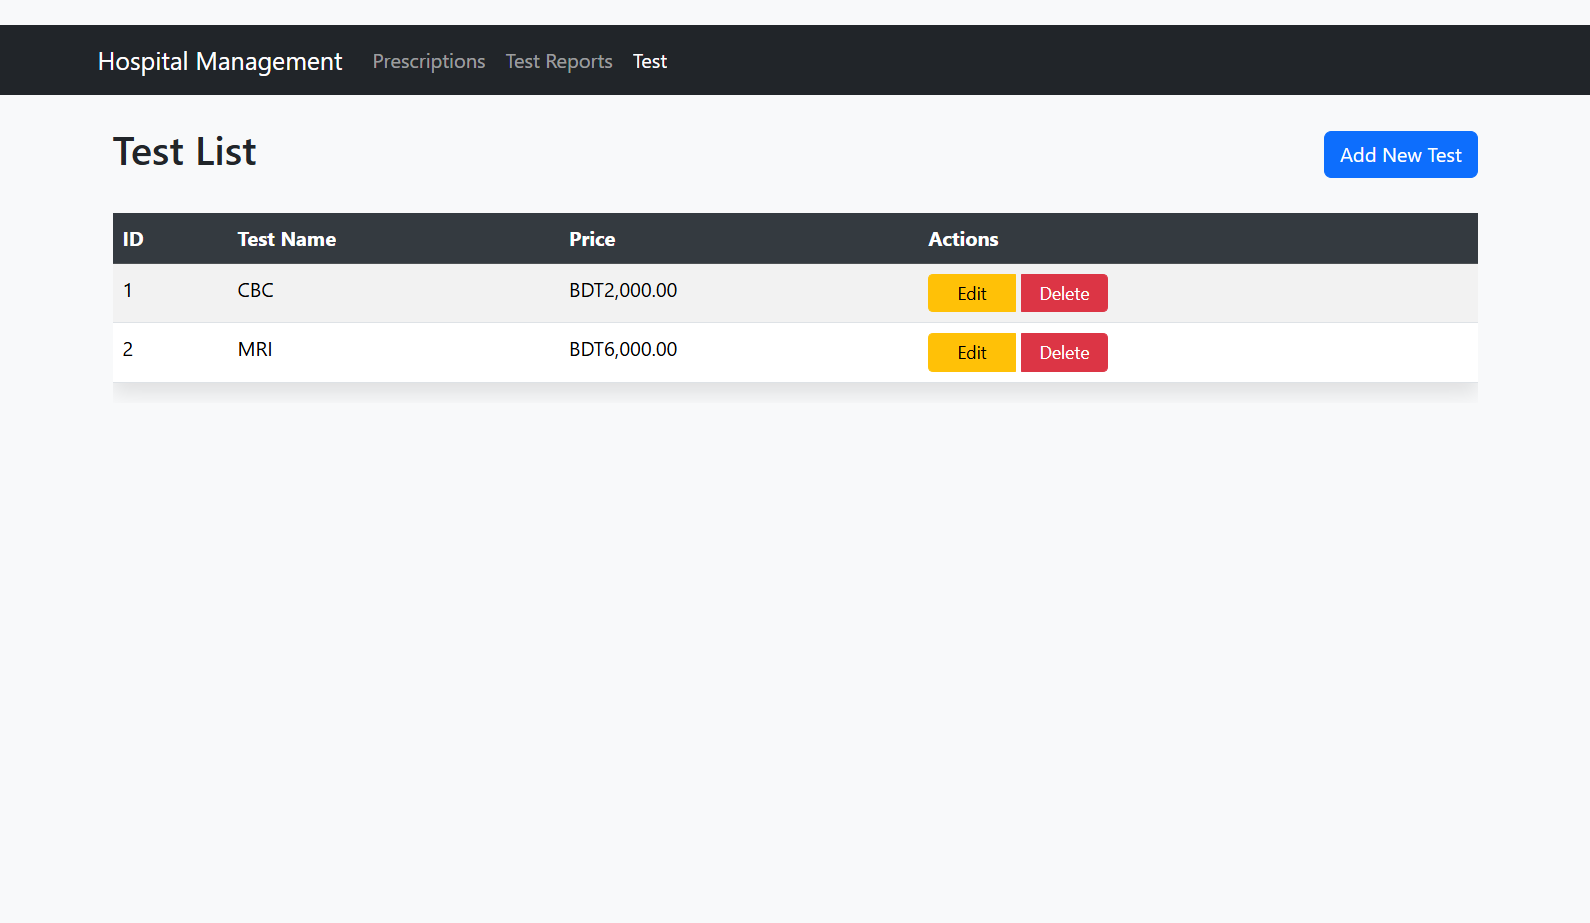 Hospital Management Prescriptions Test Reports Test
Test List
Add New Test
ID Test Name Price Actions
1 CBC BDT2,000.00 Edit Delete
2 MRI BDT6,000.00 Edit Delete